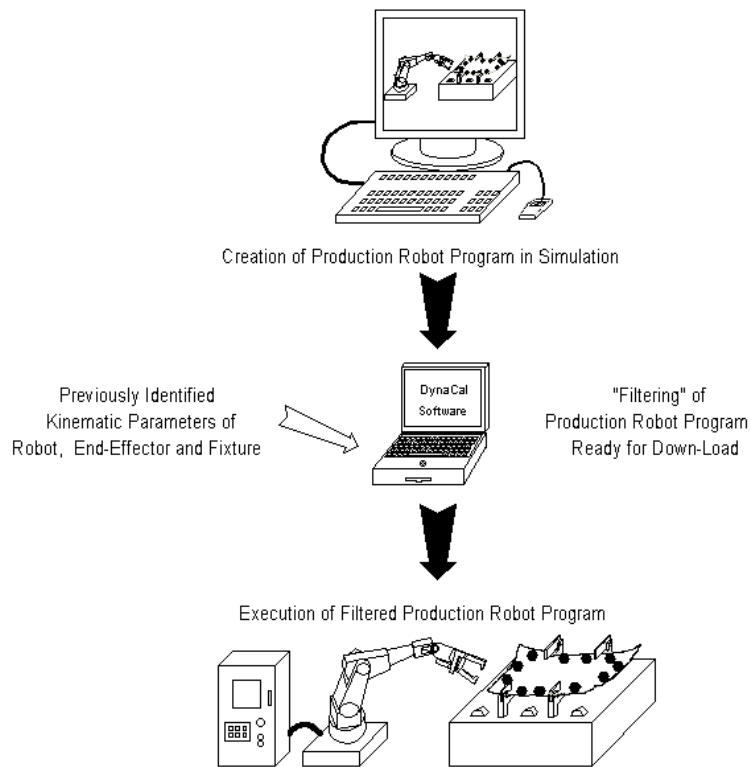 Creation of Production Robot Program in Simulation
DynaCal
Software
Previously Identified
Kinematic Parameters of
Robot, End-Effector and Fixture
"Filtering" of
Production Robot Program
Ready for Down-Load
Execution of Filtered Production Robot Program